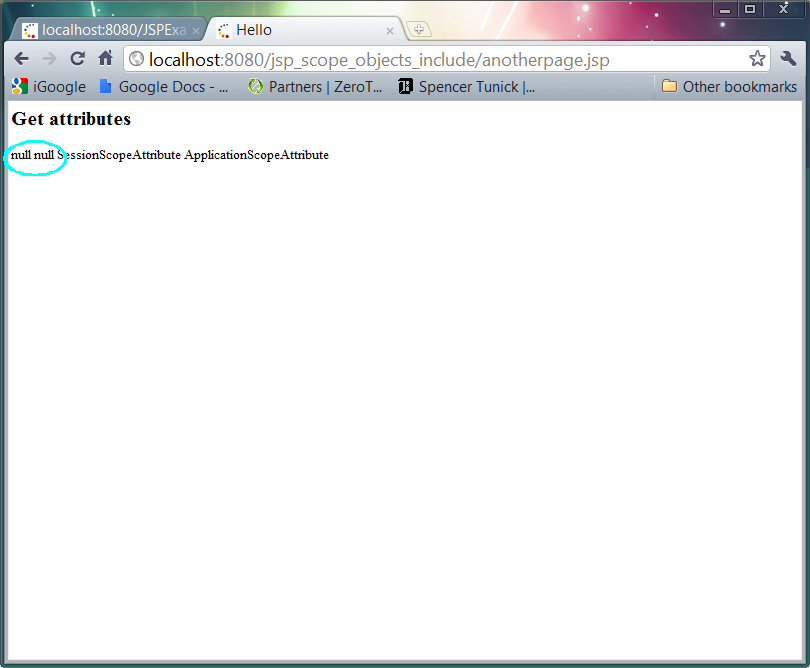 localhost:8080/JSPExa
Hello
localhost:8080/jsp_scope_objects_include/anotherpage.jsp
iGoogle Google Docs - ... Partners | ZeroT... Spencer Tunick |... Other bookmarks
Get attributes
null null SessionScopeAttribute ApplicationScopeAttribute